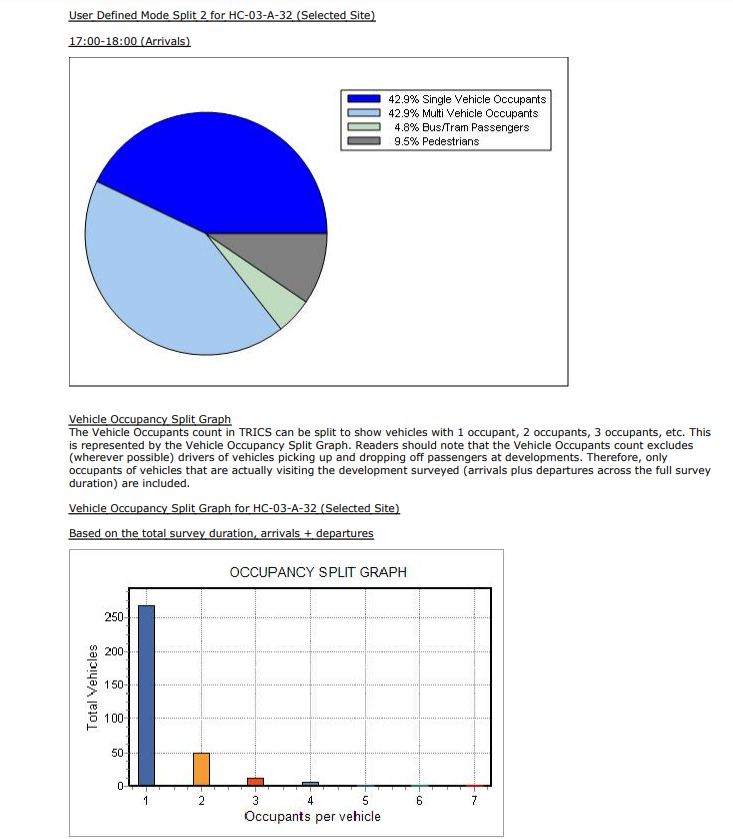 User Defined Mode Split 2 for HC-03-A-32 (Selected Site)
17:00-18:00 (Arrivals)
42.9% Single Vehicle Occupants
42.9% Multi Vehicle Occupants
4.8% Bus/Tram Passengers
9.5% Pedestrians
Vehicle Occupancy Split Graph
The Vehicle Occupants count in TRICS can be split to show vehicles with 1 occupant, 2 occupants, 3 occupants, etc. This
is represented by the Vehicle Occupancy Split Graph. Readers should note that the Vehicle Occupants count excludes
(wherever possible) drivers of vehicles picking up and dropping off passengers at developments. Therefore, only
occupants of vehicles that are actually visiting the development surveyed (arrivals plus departures across the full survey
duration) are included.
Vehicle Occupancy Split Graph for HC-03-A-32 (Selected Site)
Based on the total survey duration, arrivals + departures
OCCUPANCY SPLIT GRAPH
Total Vehicles
250
200
150
100
50
0
1 2 3 4 5 6 7
Occupants per vehicle